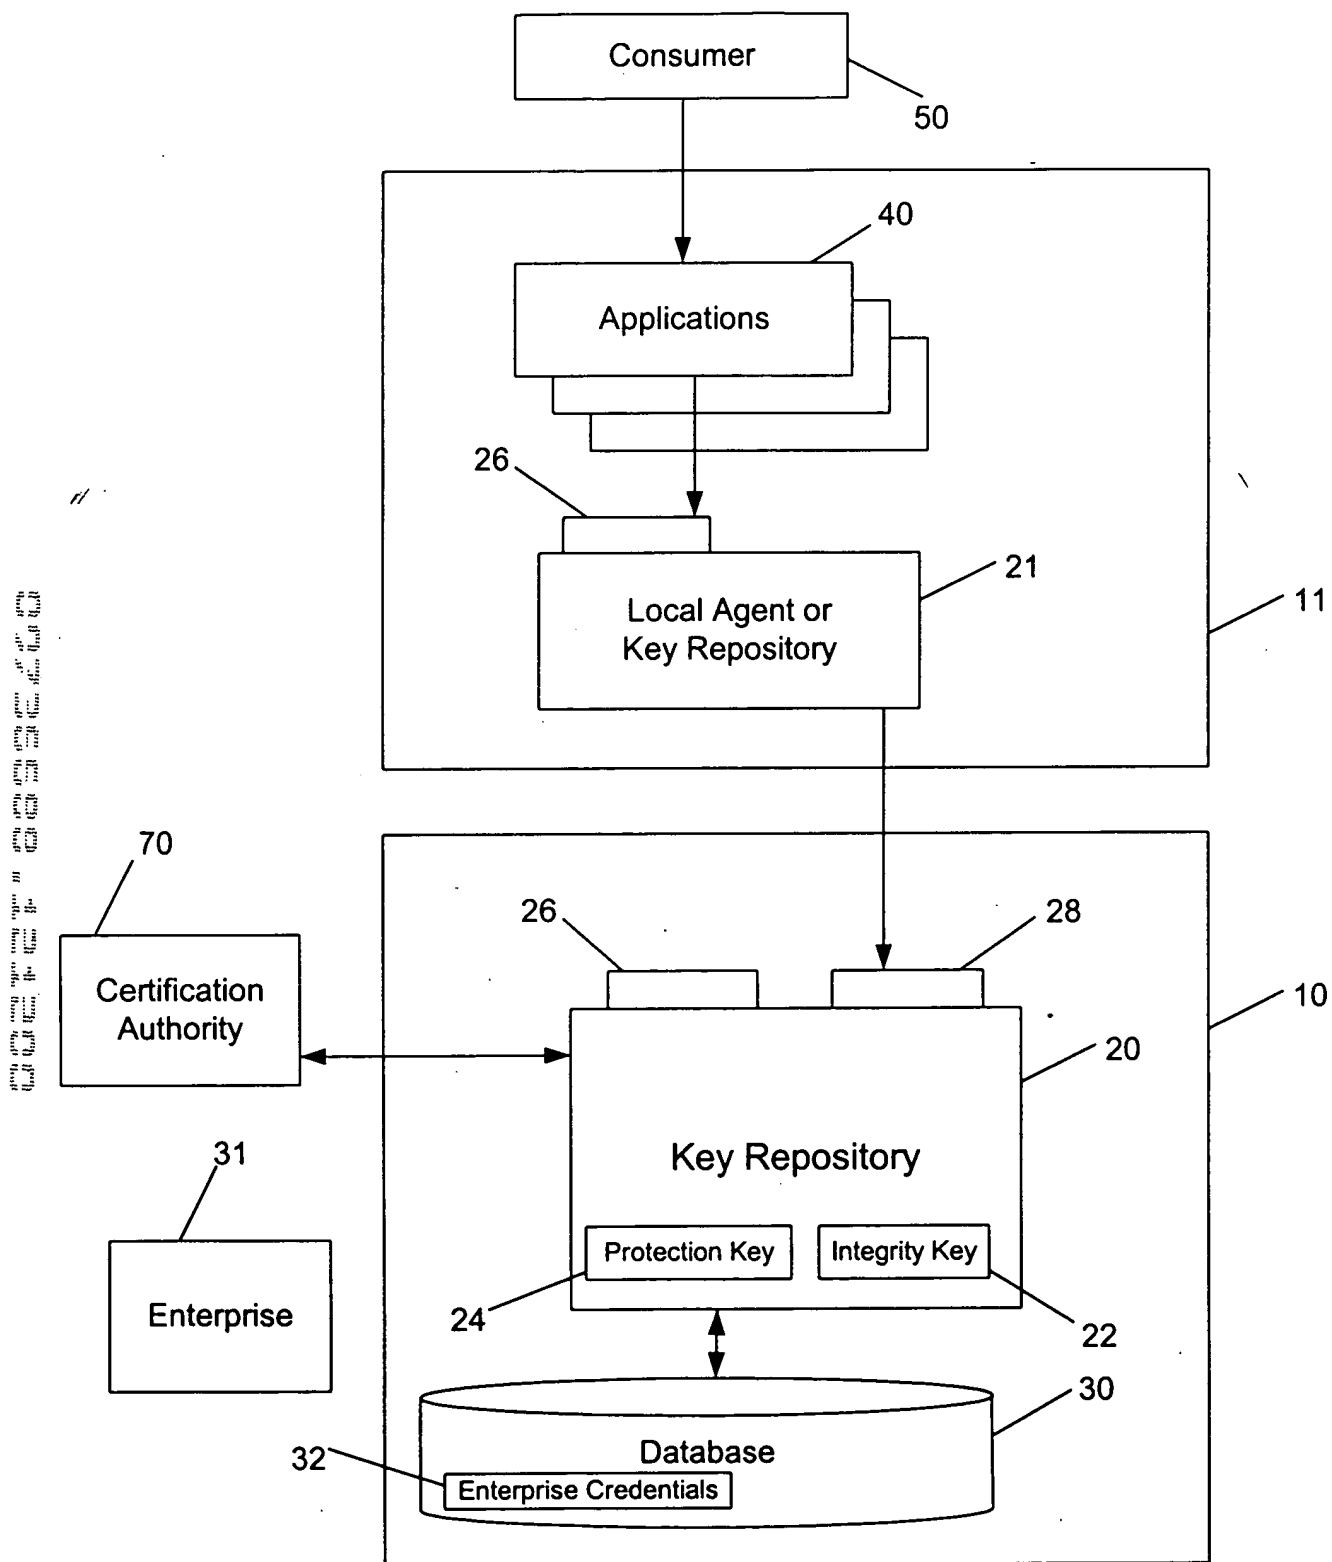 Consumer
50
40
Applications
26
21
Local Agent or
Key Repository
11
70
26
28
Certification
Authority
10
20
31
Key Repository
Protection Key
Integrity Key
Enterprise
24
22
30
Database
32
Enterprise Credentials